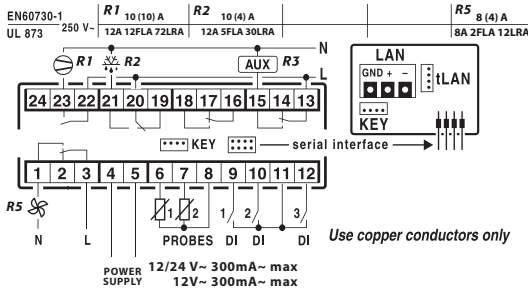 EN60730-1 250 V~ R1 10 (10) A R2 10 (4) A R5 8 (4) A
UL 873 12A 12FLA 72LRA 12A 5FLA 30LRA 8A 2FLA 12LRA
N
R1 R2 AUX R3
L
24 23 22 21 20 19 18 17 16 15 14 13
LAN
GND + -
tLAN
KEY
KEY serial interface
1 2 3 4 5 6 7 8 9 10 11 12
R5 1 2 1 2 3
N L PROBES DI DI DI
Use copper conductors only
POWER SUPPLY
12/24 V~ 300mA~ max
12V~ 300mA~ max